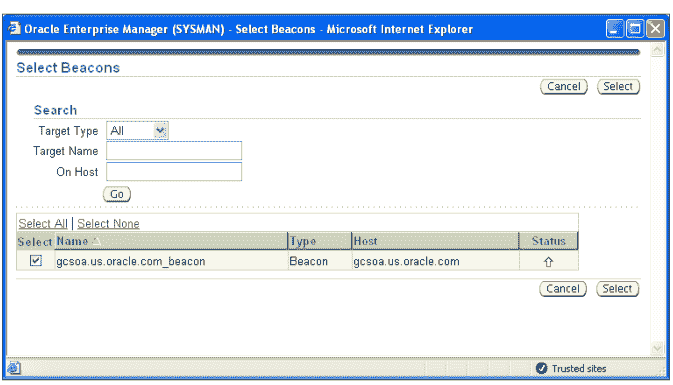 Oracle Enterprise Manager (SYSMAN) - Select Beacons - Microsoft Internet Explorer
Select Beacons
Cancel Select
Search
Target Type All
Target Name
On Host
Go
Select All | Select None
Select Name Type Host Status
gcsoa.us.oracle.com_beacon Beacon gcsoa.us.oracle.com
Cancel Select
Trusted sites